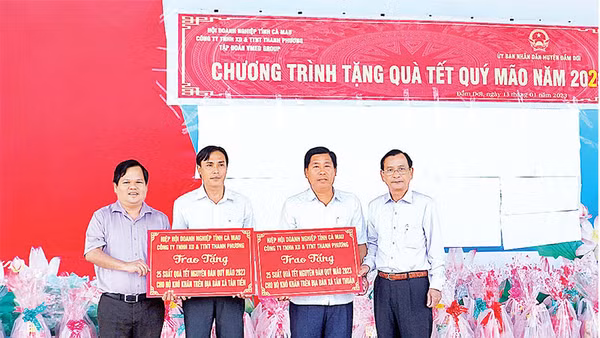 HỘI DOANH NGHIỆP TỈNH CÀ MAU
CÔNG TY TNHH XD & TTNT THANH PHƯƠNG
TẬP ĐOÀN YMED GROUP
ỦY BAN NHÂN DÂN HUYỆN ĐẦM DƠI
CHƯƠNG TRÌNH TẶNG QUÀ TẾT QUÝ MÃO NĂM 202
Đầm Dơi, ngày 11 tháng 01 năm 2023
HIỆP HỘI DOANH NGHIỆP TỈNH CÀ MAU
CÔNG TY TNHH XD & TTNT THANH PHƯƠNG
Trao Tặng
25 SUẤT QUÀ TẾT NGUYÊN ĐÁN QUÝ MÃO 2023
CHO HỘ KHÓ KHĂN TRÊN ĐỊA BÀN XÃ TÂN TIẾN
HIỆP HỘI DOANH NGHIỆP TỈNH CÀ MAU
CÔNG TY TNHH XD & TTNT THANH PHƯƠNG
Trao Tặng
25 SUẤT QUÀ TẾT NGUYÊN ĐÁN QUÝ MÃO 2023
CHO HỘ KHÓ KHĂN TRÊN ĐỊA BÀN XÃ TÂN THUẬN